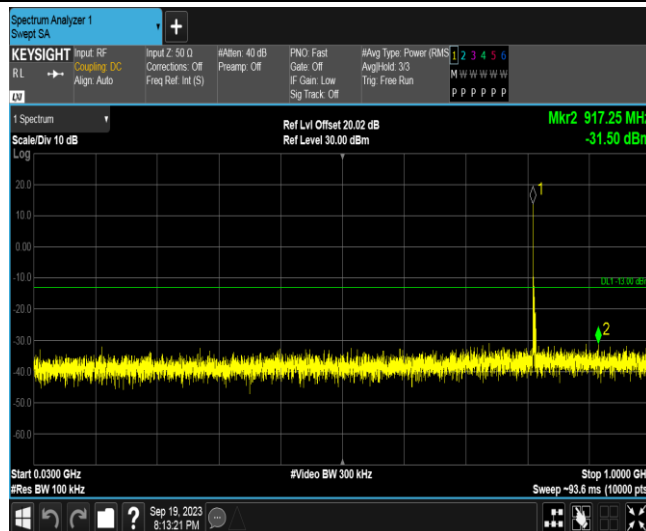 Spectrum Analyzer 1
Swept SA
KEYSIGHT
RL
Input: RF
Coupling: DC
Align: Auto
Input Z: 50 Ω
Corrections: Off
Freq Ref: Int (S)
#Atten: 40 dB
Preamp: Off
PNO: Fast
Gate: Off
IF Gain: Low
Sig Track: Off
#Avg Type: Power (RMS
Avg|Hold: 3/3
Trig: Free Run
1 2 3 4 5 6
M W W W W W
P P P P P P
LXI
1 Spectrum
Scale/Div 10 dB
Log
Ref Lvl Offset 20.02 dB
Ref Level 30.00 dBm
Mkr2 917.25 MHz
-31.50 dBm
20.0
10.0
0.00
-10.0
-20.0
-30.0
-40.0
-50.0
-60.0
1
DL1 -13.00 dBm
2
Start 0.0300 GHz
#Res BW 100 kHz
#Video BW 300 kHz
Stop 1.0000 GH
Sweep ~93.6 ms (10000 pts
?
Sep 19, 2023
8:13:21 PM